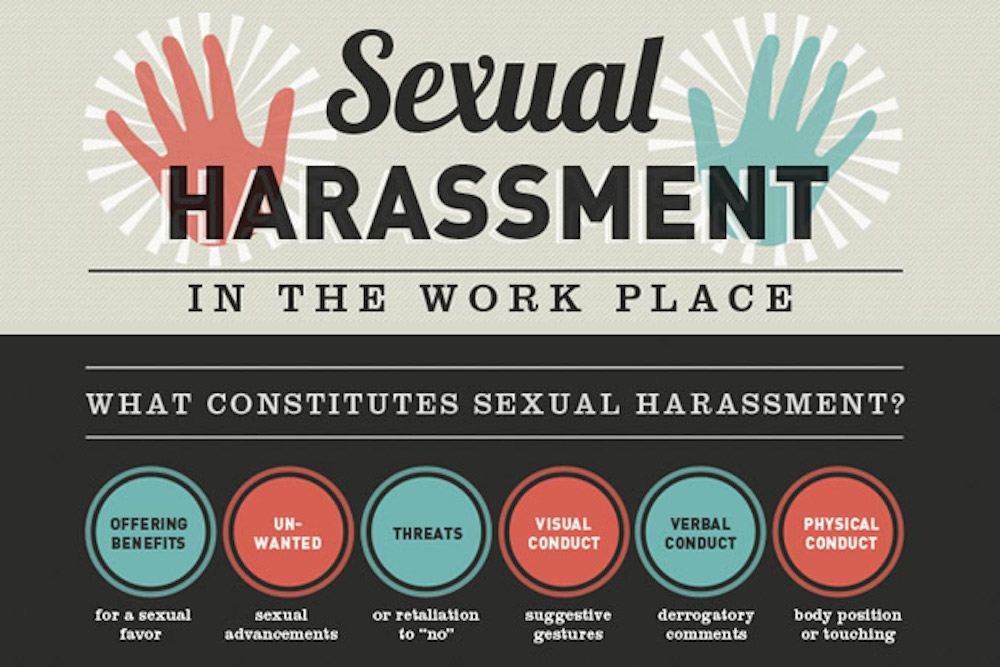 Sexual
HARASSMENT
IN THE WORK PLACE
WHAT CONSTITUTES SEXUAL HARASSMENT?
OFFERING
BENEFITS
for a sexual
favor
UN-
WANTED
sexual
advancements
THREATS
or retaliation
to “no”
VISUAL
CONDUCT
suggestive
gestures
VERBAL
CONDUCT
derrogatory
comments
PHYSICAL
CONDUCT
body position
or touching